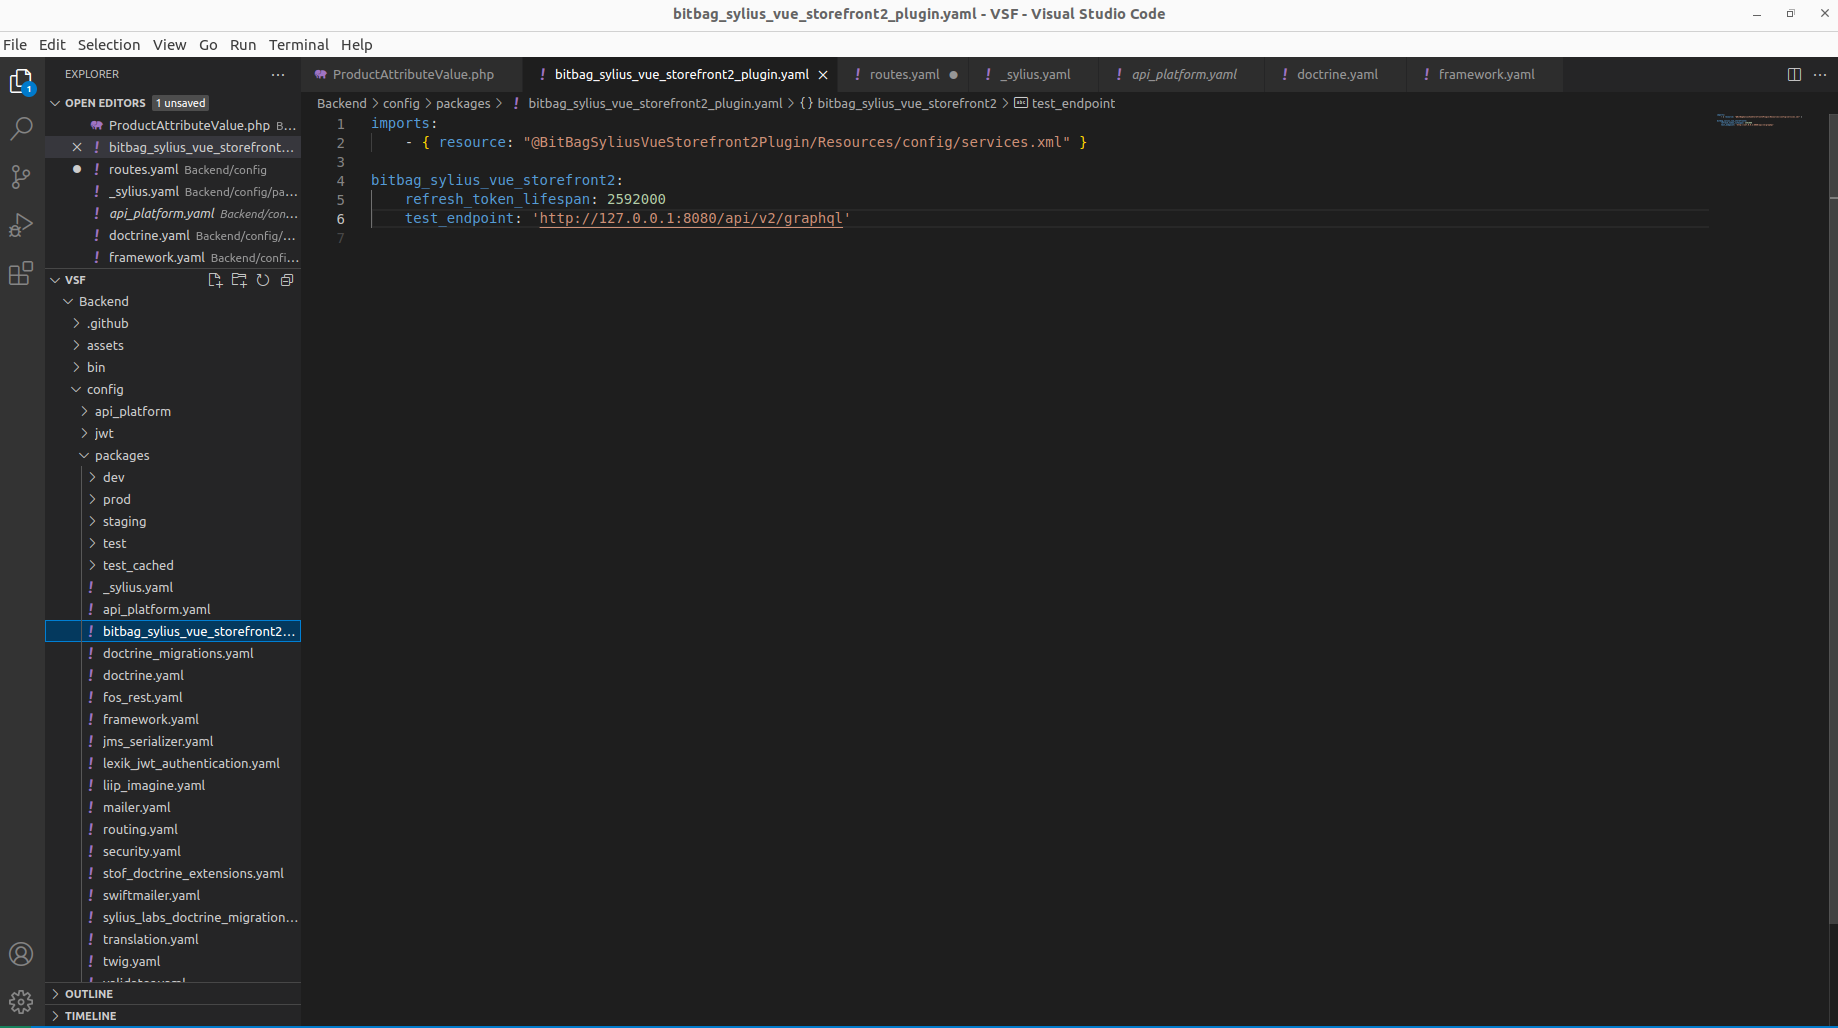 bitbag_sylius_vue_storefront2_plugin.yaml - VSF - Visual Studio Code
File Edit Selection View Go Run Terminal Help
1
EXPLORER
OPEN EDITORS 1 unsaved
ProductAttributeValue.php B...
bitbag_sylius_vue_storefront...
routes.yaml Backend/config
_sylius.yaml Backend/config/pa...
api_platform.yaml Backend/con...
doctrine.yaml Backend/config/...
framework.yaml Backend/confi...
VSF
Backend
.github
assets
bin
config
api_platform
jwt
packages
dev
prod
staging
test
test_cached
_sylius.yaml
api_platform.yaml
bitbag_sylius_vue_storefront2...
doctrine_migrations.yaml
doctrine.yaml
fos_rest.yaml
framework.yaml
jms_serializer.yaml
lexik_jwt_authentication.yaml
liip_imagine.yaml
mailer.yaml
routing.yaml
security.yaml
stof_doctrine_extensions.yaml
swiftmailer.yaml
sylius_labs_doctrine_migration...
translation.yaml
twig.yaml
OUTLINE
TIMELINE
ProductAttributeValue.php bitbag_sylius_vue_storefront2_plugin.yaml routes.yaml _sylius.yaml api_platform.yaml doctrine.yaml framework.yaml
Backend > config > packages > ! bitbag_sylius_vue_storefront2_plugin.yaml > {} bitbag_sylius_vue_storefront2 > test_endpoint
1 imports:
2 - { resource: "@BitBagSyliusVueStorefront2Plugin/Resources/config/services.xml" }
3
4 bitbag_sylius_vue_storefront2:
5 refresh_token_lifespan: 2592000
6 test_endpoint: 'http://127.0.0.1:8080/api/v2/graphql'
7